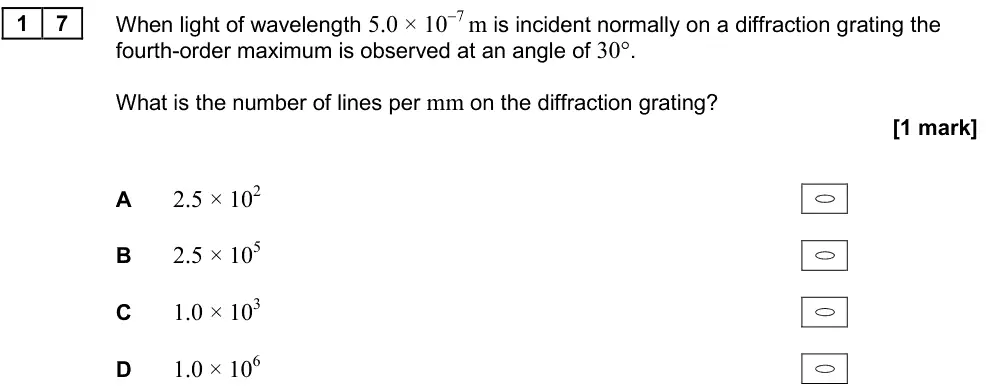 1 7 When light of wavelength 5.0 × 10⁻⁷ m is incident normally on a diffraction grating the
fourth-order maximum is observed at an angle of 30°.
What is the number of lines per mm on the diffraction grating?
[1 mark]
A 2.5 × 10²
B 2.5 × 10⁵
C 1.0 × 10³
D 1.0 × 10⁶